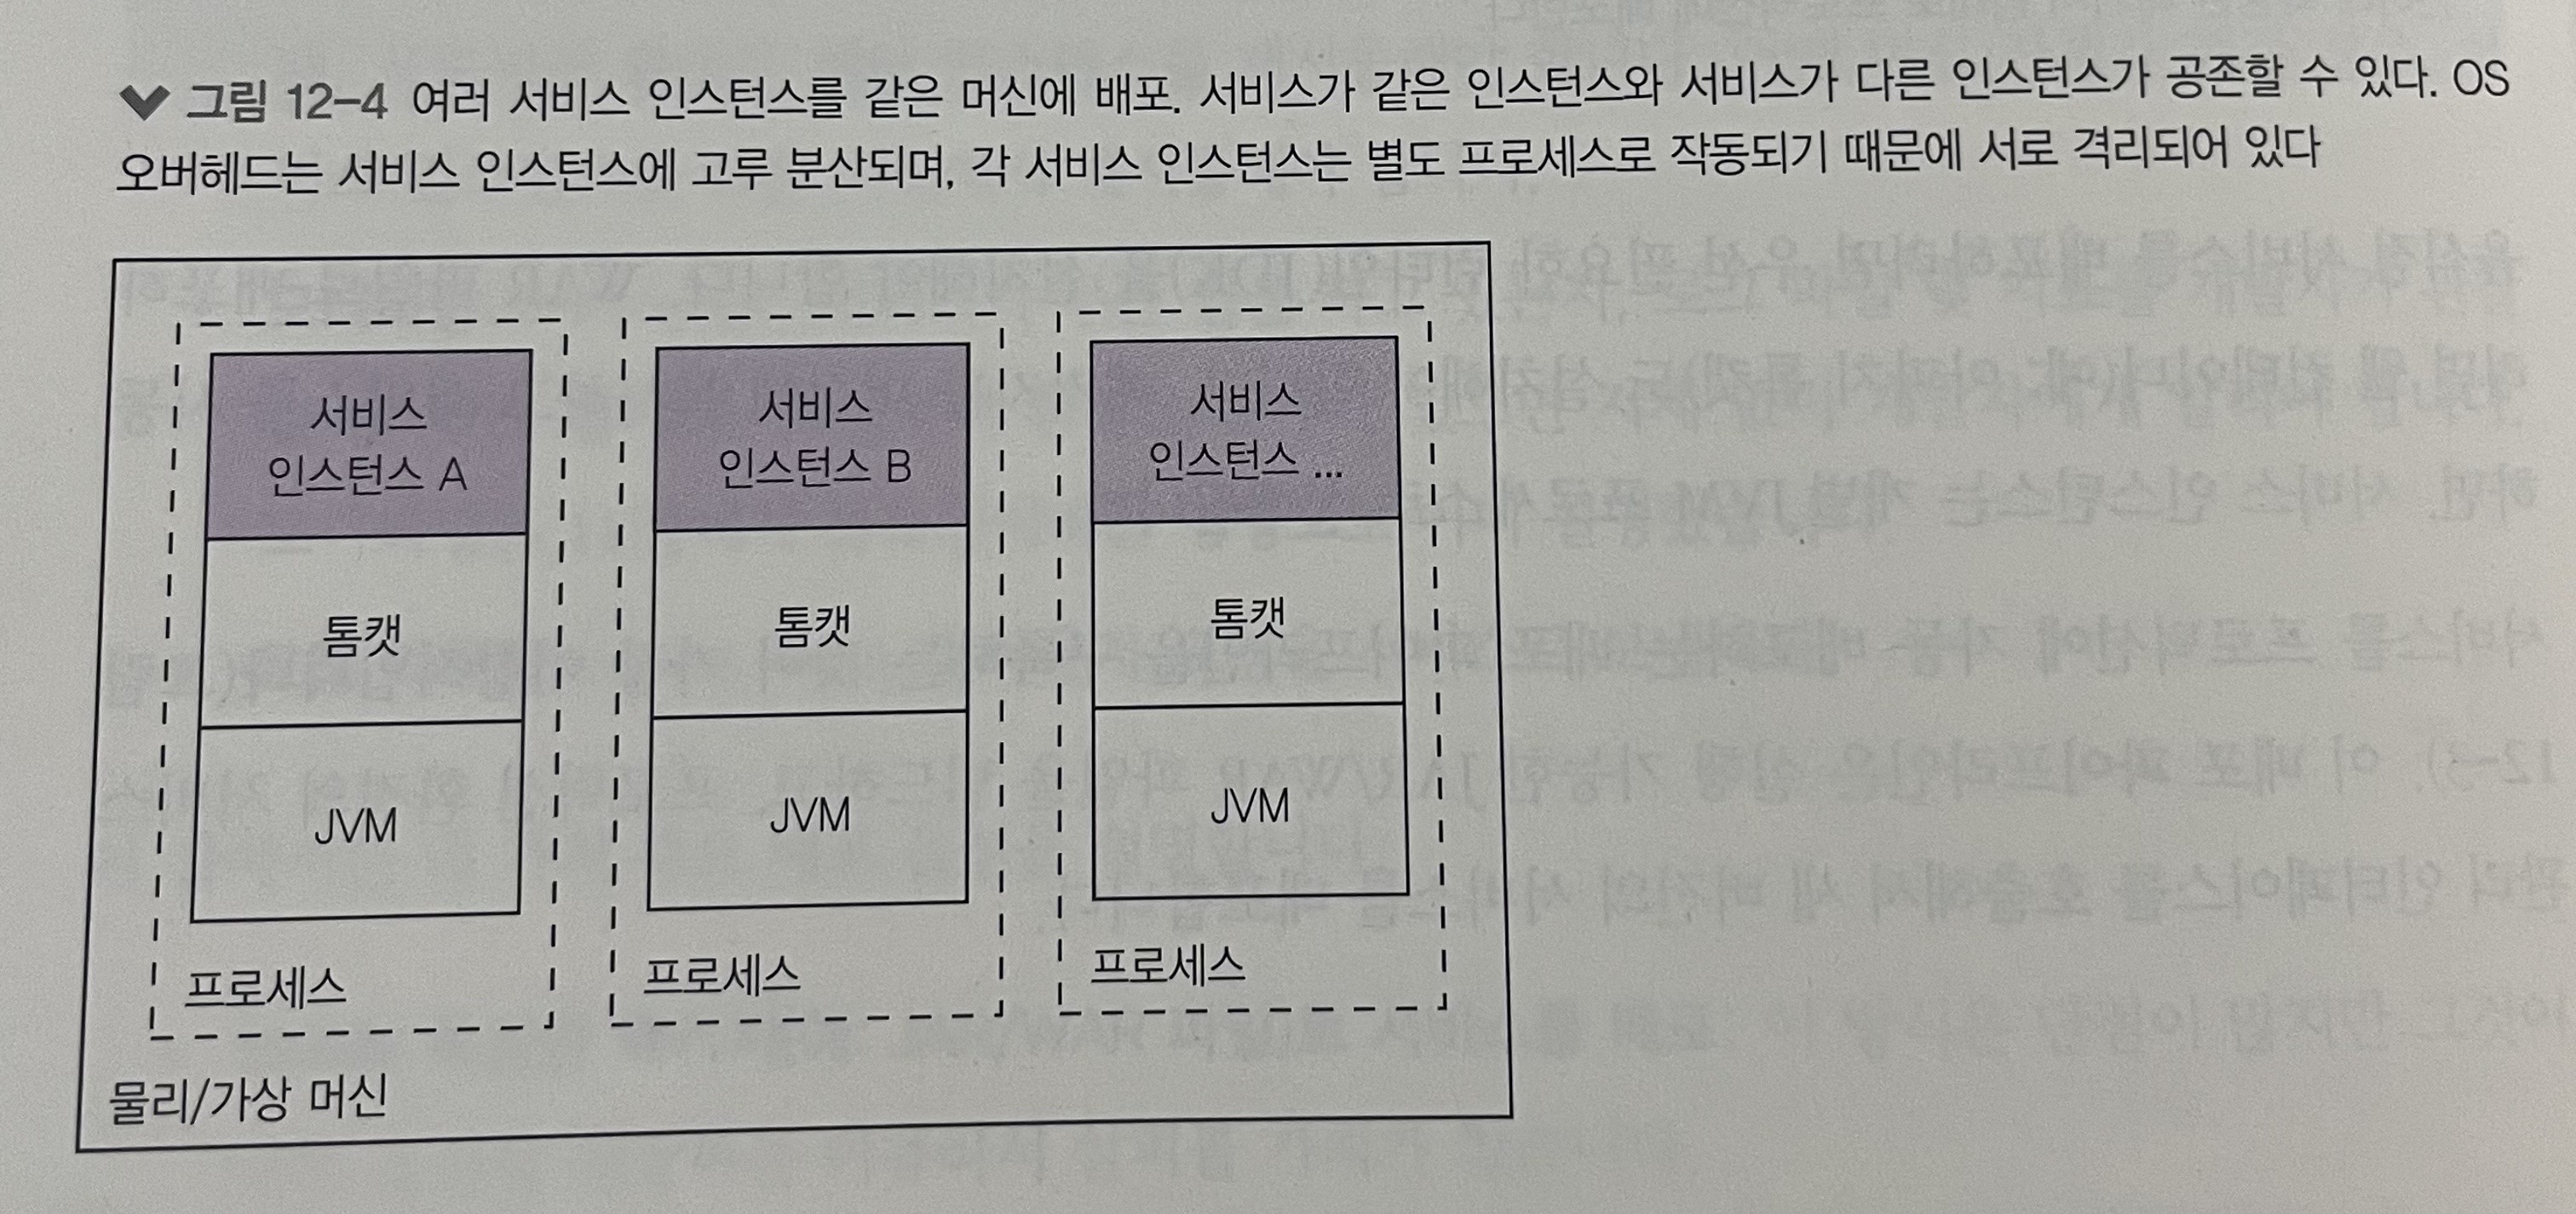 그림 12-4 여러 서비스 인스턴스를 같은 머신에 배포. 서비스가 같은 인스턴스와 서비스가 다른 인스턴스가 공존할 수 있다. OS
오버헤드는 서비스 인스턴스에 고루 분산되며, 각 서비스 인스턴스는 별도 프로세스로 작동되기 때문에 서로 격리되어 있다
서비스
인스턴스 A
톰캣
JVM
프로세스
서비스
인스턴스 B
톰캣
JVM
프로세스
서비스
인스턴스 ...
톰캣
JVM
프로세스
물리/가상 머신